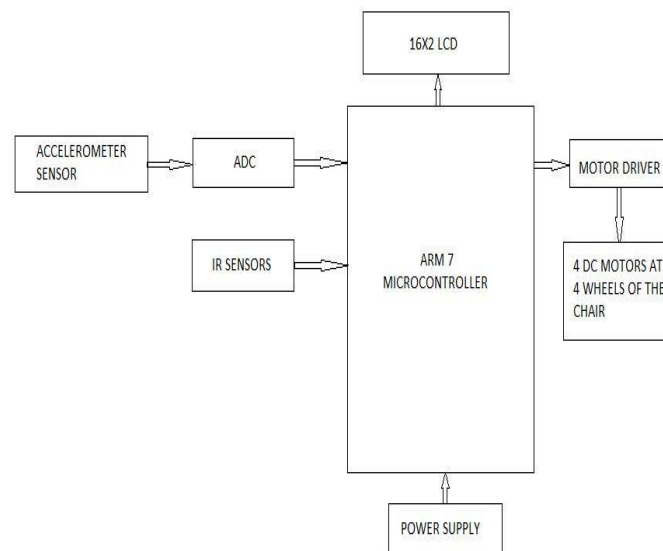 16X2 LCD
ACCELEROMETER
SENSOR
ADC
MOTOR DRIVER
IR SENSORS
ARM 7
MICROCONTROLLER
4 DC MOTORS AT
4 WHEELS OF THE
CHAIR
POWER SUPPLY